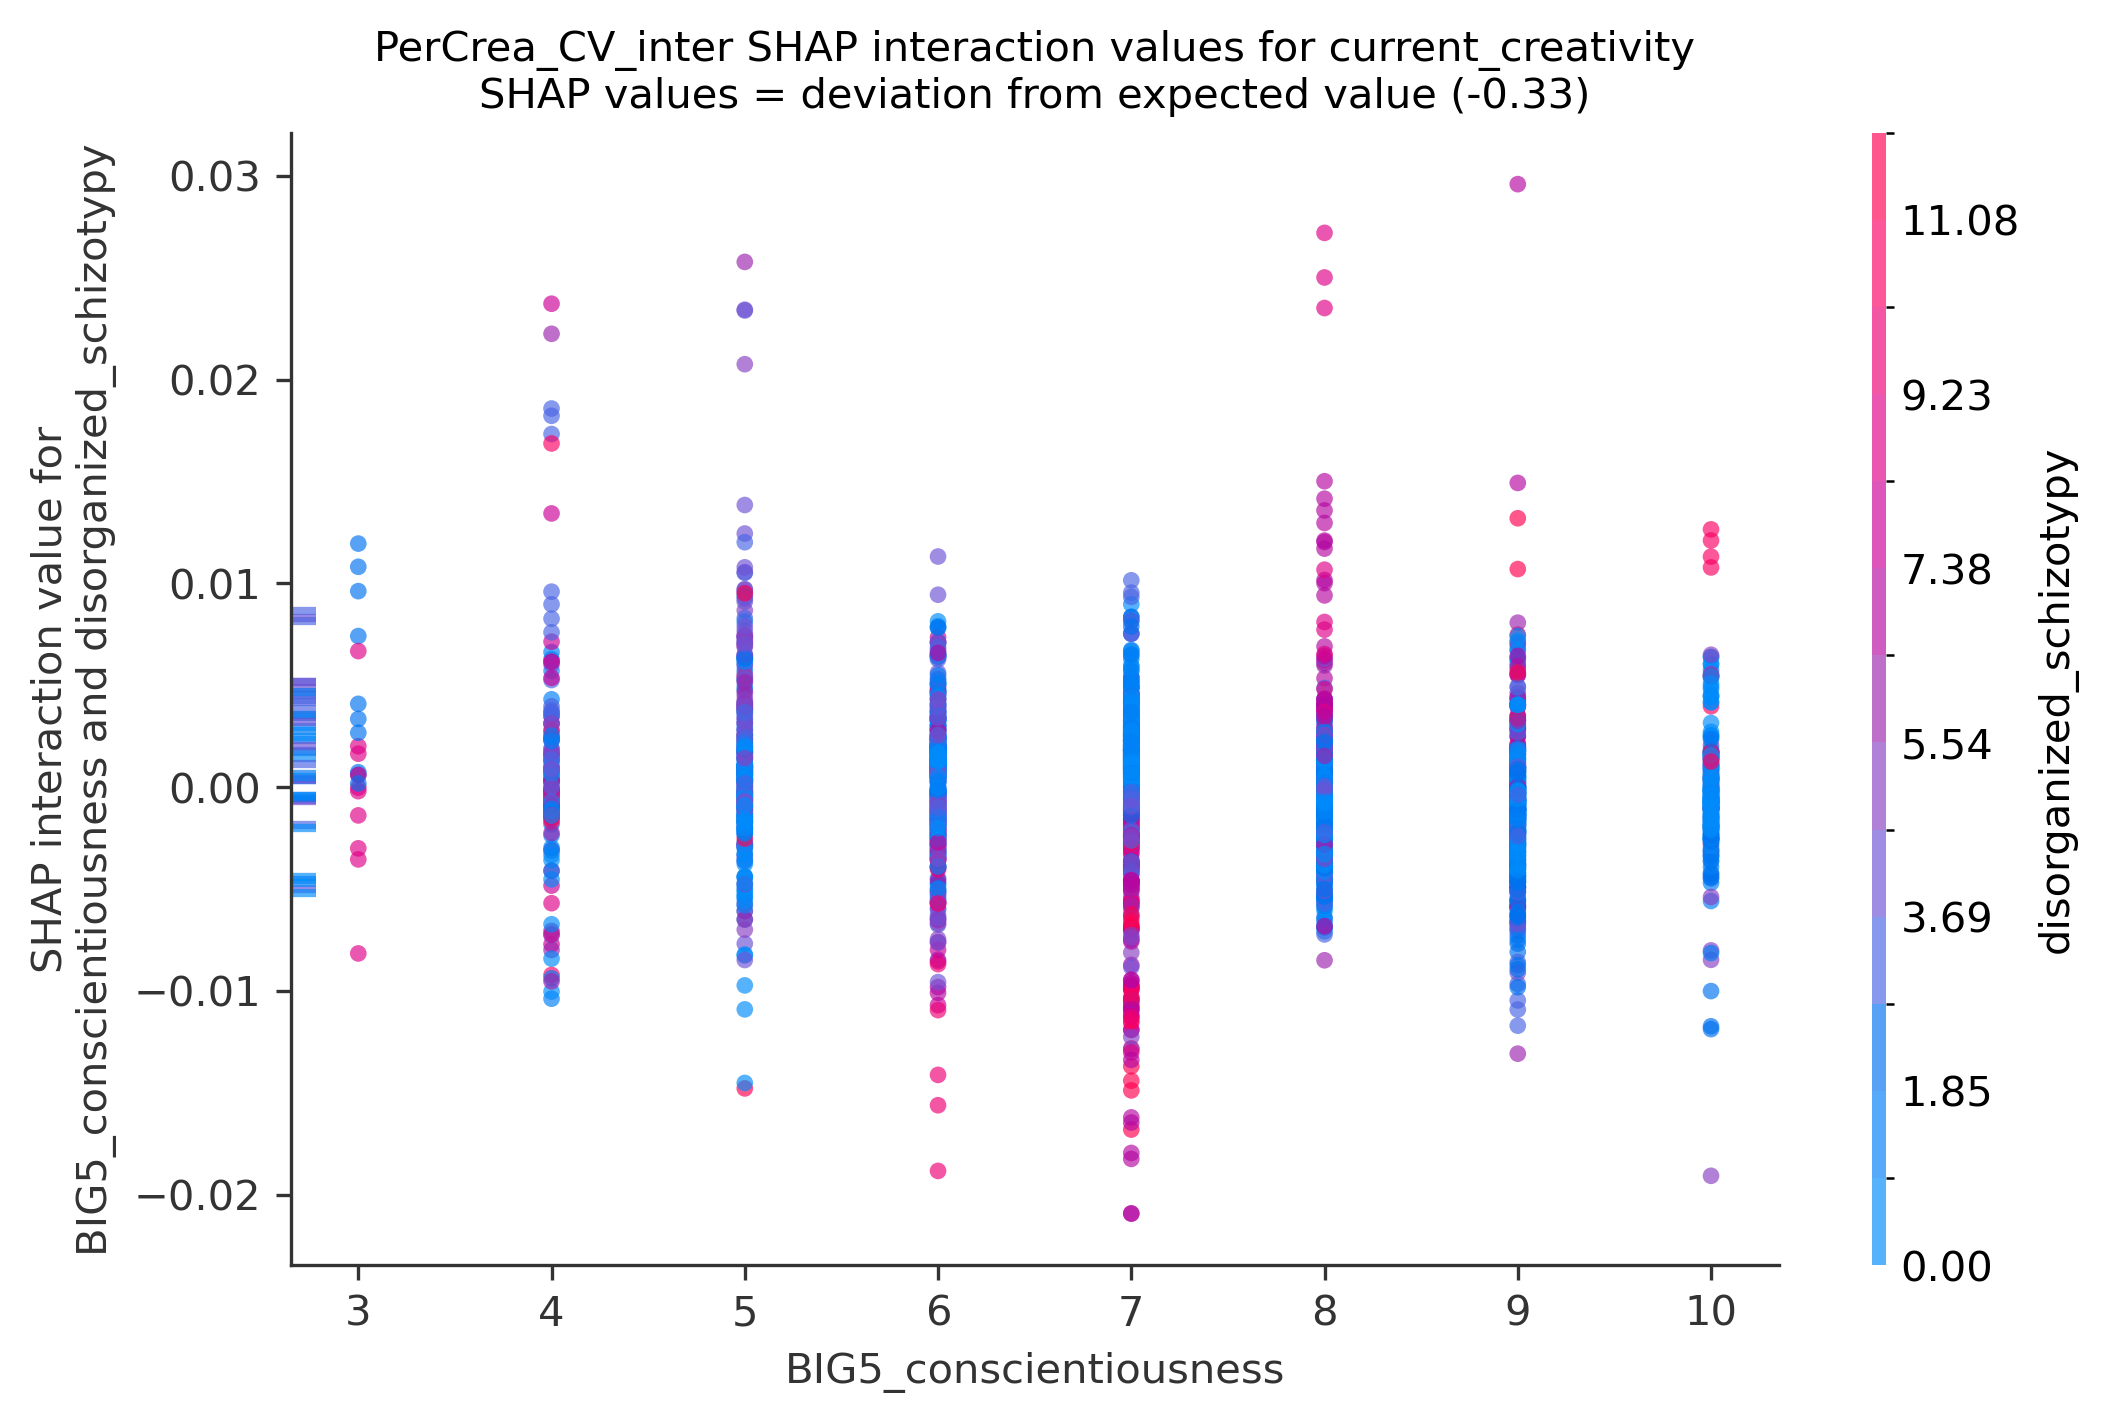 PerCrea_CV_inter SHAP interaction values for current_creativity
SHAP values = deviation from expected value (-0.33)
SHAP interaction value for
BIG5_conscientiousness and disorganized_schizotypy
0.03
0.02
0.01
0.00
−0.01
−0.02
3 4 5 6 7 8 9 10
BIG5_conscientiousness
11.08
9.23
7.38
5.54
3.69
1.85
0.00
disorganized_schizotypy